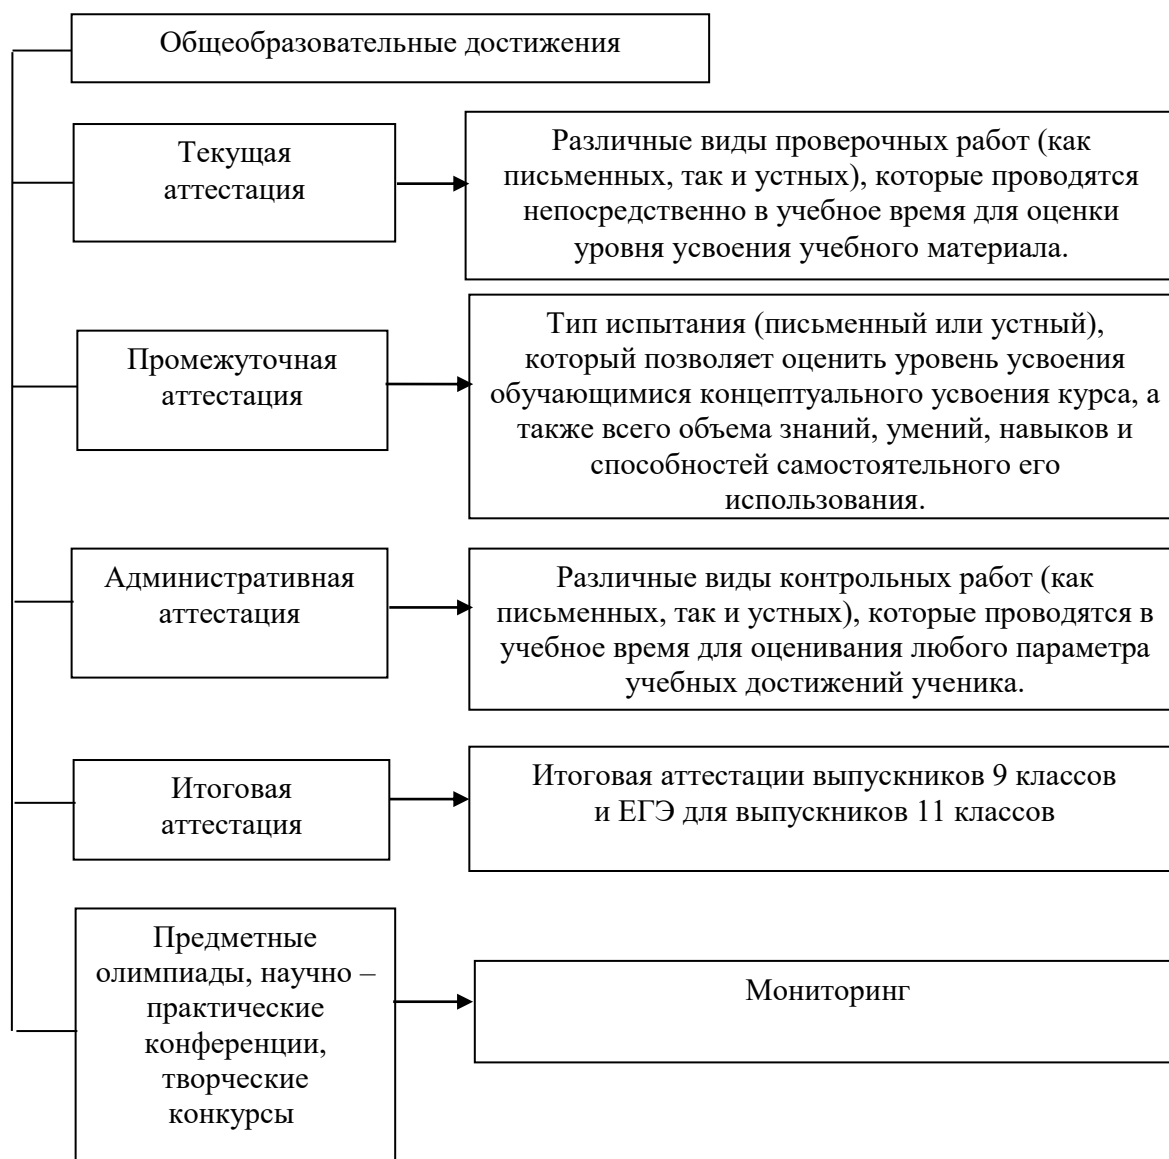 Общеобразовательные достижения
Текущая
аттестация
Различные виды проверочных работ (как
письменных, так и устных), которые проводятся
непосредственно в учебное время для оценки
уровня усвоения учебного материала.
Промежуточная
аттестация
Тип испытания (письменный или устный),
который позволяет оценить уровень усвоения
обучающимися концептуального усвоения курса, а
также всего объема знаний, умений, навыков и
способностей самостоятельного его
использования.
Административная
аттестация
Различные виды контрольных работ (как
письменных, так и устных), которые проводятся в
учебное время для оценивания любого параметра
учебных достижений ученика.
Итоговая
аттестация
Итоговая аттестации выпускников 9 классов
и ЕГЭ для выпускников 11 классов
Предметные
олимпиады, научно –
практические
конференции,
творческие
конкурсы
Мониторинг